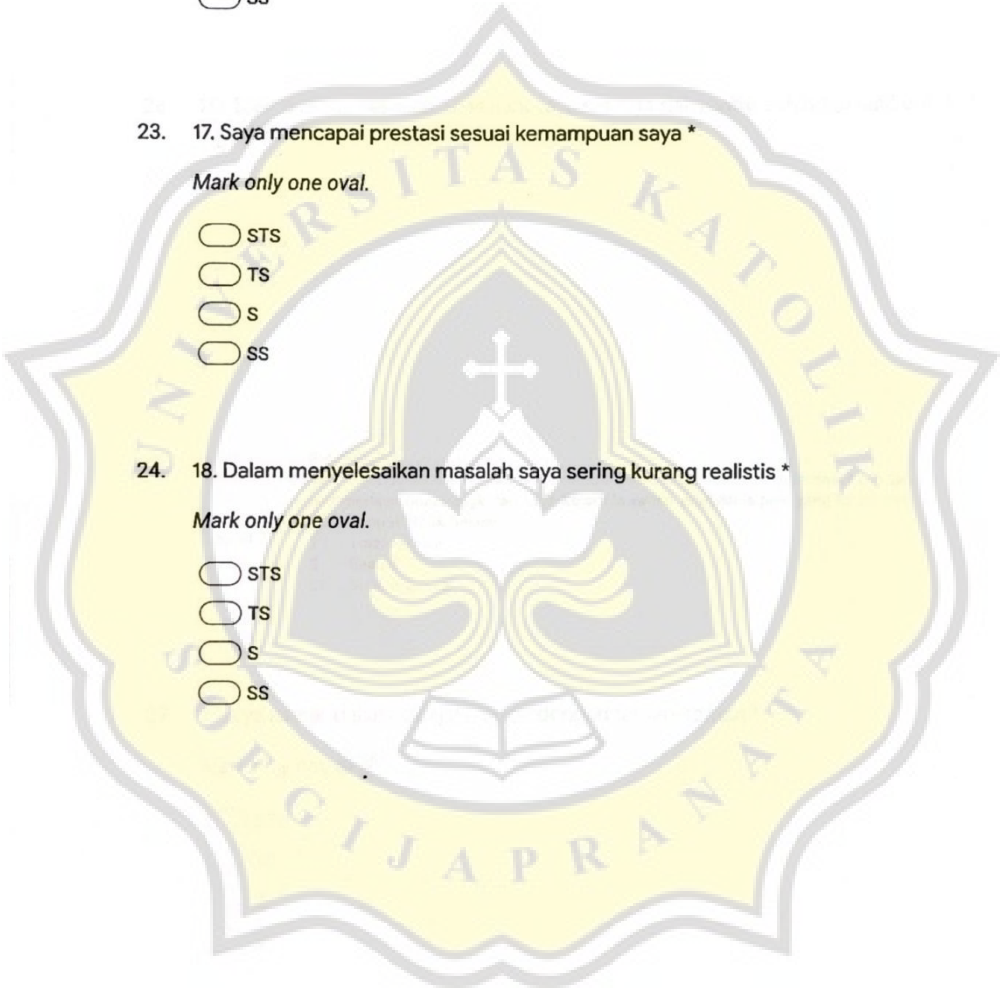 SS
23. 17. Saya mencapai prestasi sesuai kemampuan saya *
Mark only one oval.
STS
TS
S
SS
24. 18. Dalam menyelesaikan masalah saya sering kurang realistis *
Mark only one oval.
STS
TS
S
SS
UNIVERSITAS KATOLIK
SOEGIJAPRANATA